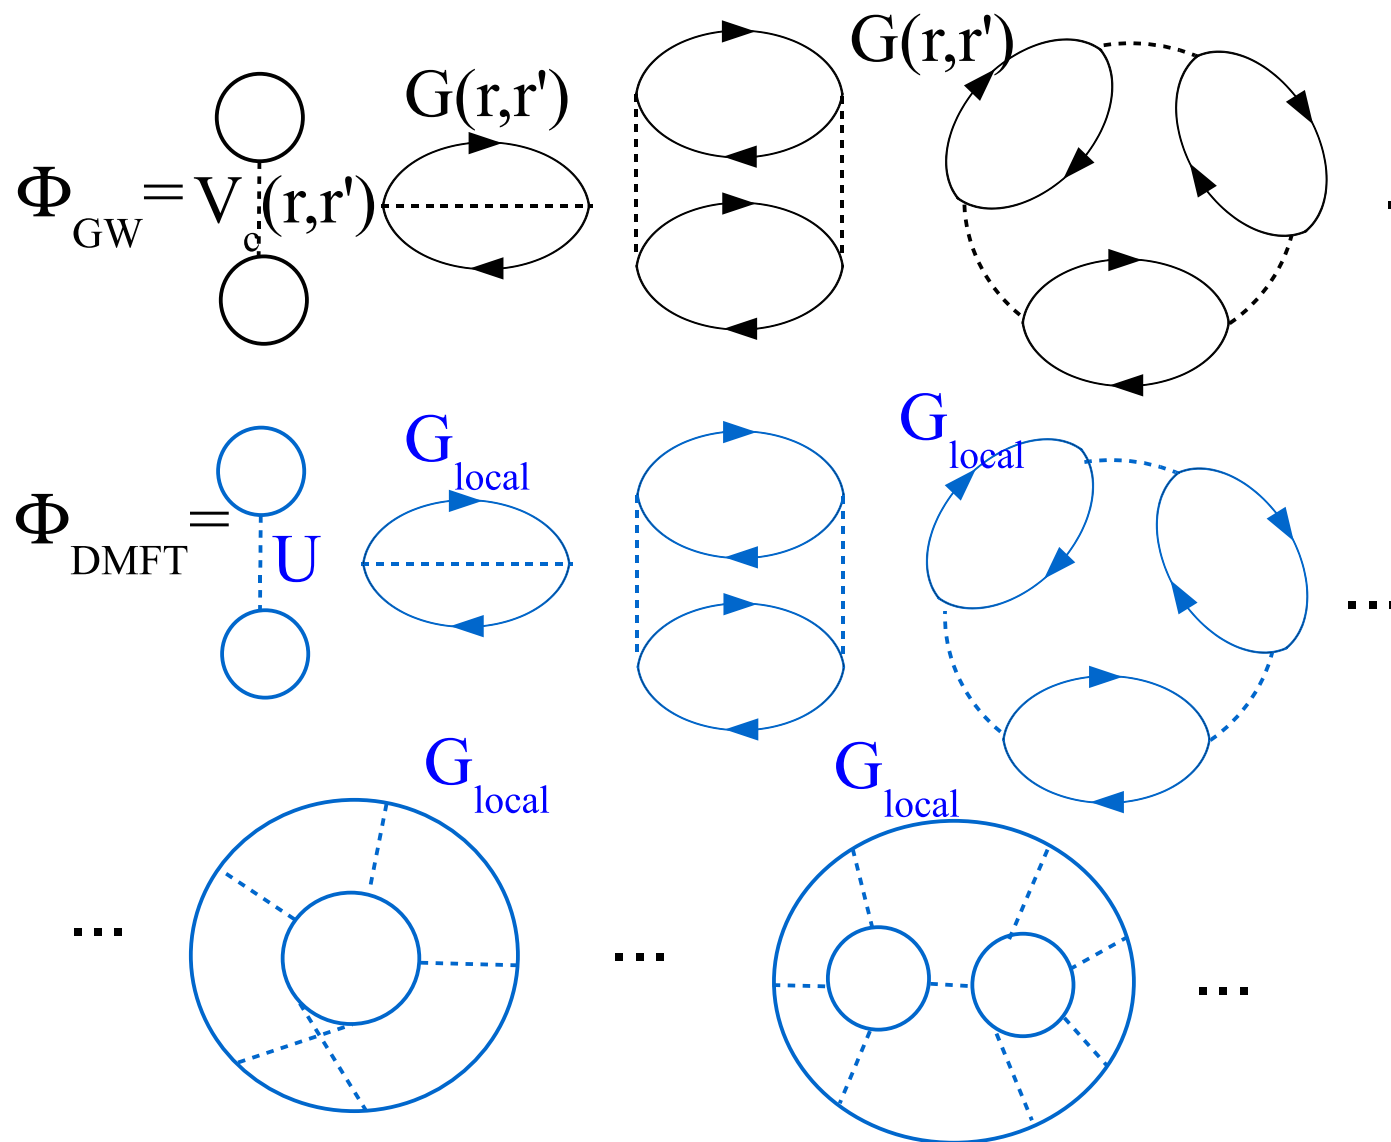 G(r,r')
G(r,r')
Φ_GW= V_c(r,r')
G_local
G_local
Φ_DMFT=
U
...
G_local
G_local
...
...
...